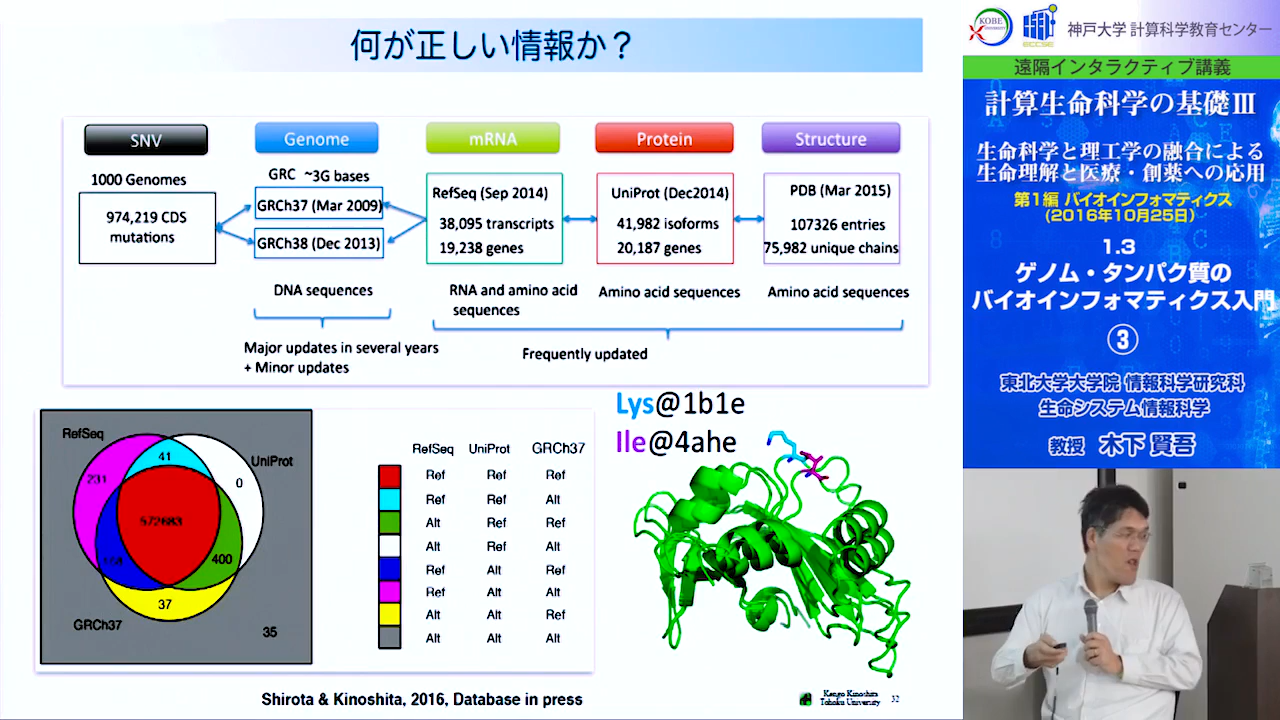 何が正しい情報か？
SNV
Genome
mRNA
Protein
Structure
1000 Genomes
974,219 CDS
mutations
GRC ~3G bases
GRCh37 (Mar 2009)
GRCh38 (Dec 2013)
RefSeq (Sep 2014)
38,095 transcripts
19,238 genes
UniProt (Dec2014)
41,982 isoforms
20,187 genes
PDB (Mar 2015)
107326 entries
75,982 unique chains
DNA sequences
RNA and amino acid
sequences
Amino acid sequences
Amino acid sequences
Major updates in several years
+ Minor updates
Frequently updated
RefSeq
41
UniProt
231
0
572683
400
37
GRCh37
35
RefSeq UniProt GRCh37
Ref Ref Ref
Ref Ref Alt
Alt Ref Ref
Alt Ref Alt
Ref Alt Ref
Ref Alt Alt
Alt Alt Ref
Alt Alt Alt
Lys@1b1e
Ile@4ahe
Shirota & Kinoshita, 2016, Database in press
Kengo Kinoshita
Tohoku University
32
KOBE
UNIVERSITY
ECCSE
神戸大学 計算科学教育センター
遠隔インタラクティブ講義
計算生命科学の基礎Ⅲ
生命科学と理工学の融合による
生命理解と医療・創薬への応用
第1編 バイオインフォマティクス
(2016年10月25日)
1.3
ゲノム・タンパク質の
バイオインフォマティクス入門
③
東北大学大学院 情報科学研究科
生命システム情報科学
教授 木下 賢吾